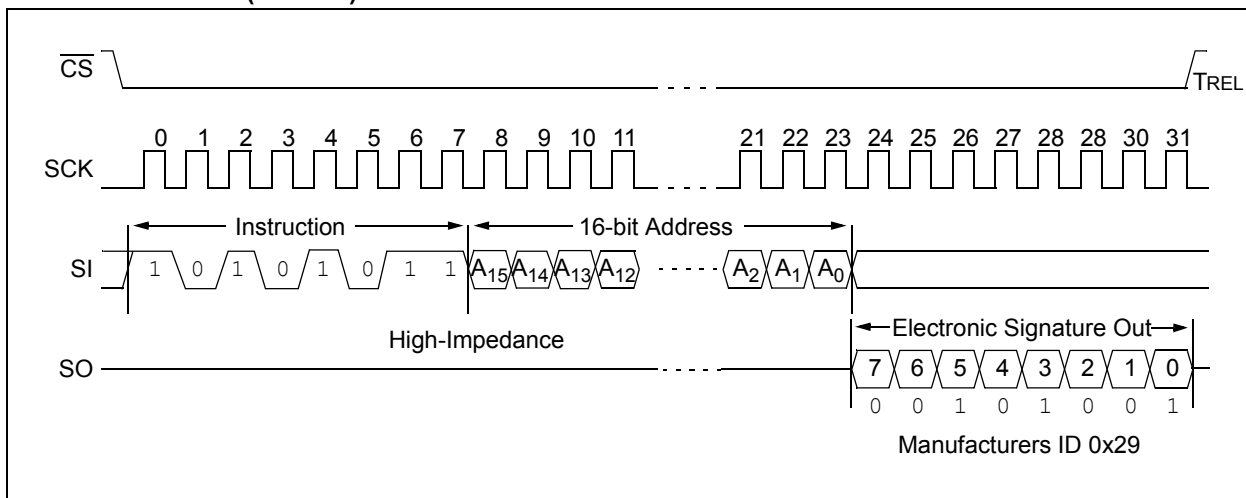 CS
TREL
0 1 2 3 4 5 6 7 8 9 10 11 21 22 23 24 25 26 27 28 28 30 31
SCK
Instruction 16-bit Address
SI 1 0 1 0 1 0 1 1 A15 A14 A13 A12 A2 A1 A0
High-Impedance
Electronic Signature Out
SO 7 6 5 4 3 2 1 0
0 0 1 0 1 0 0 1
Manufacturers ID 0x29